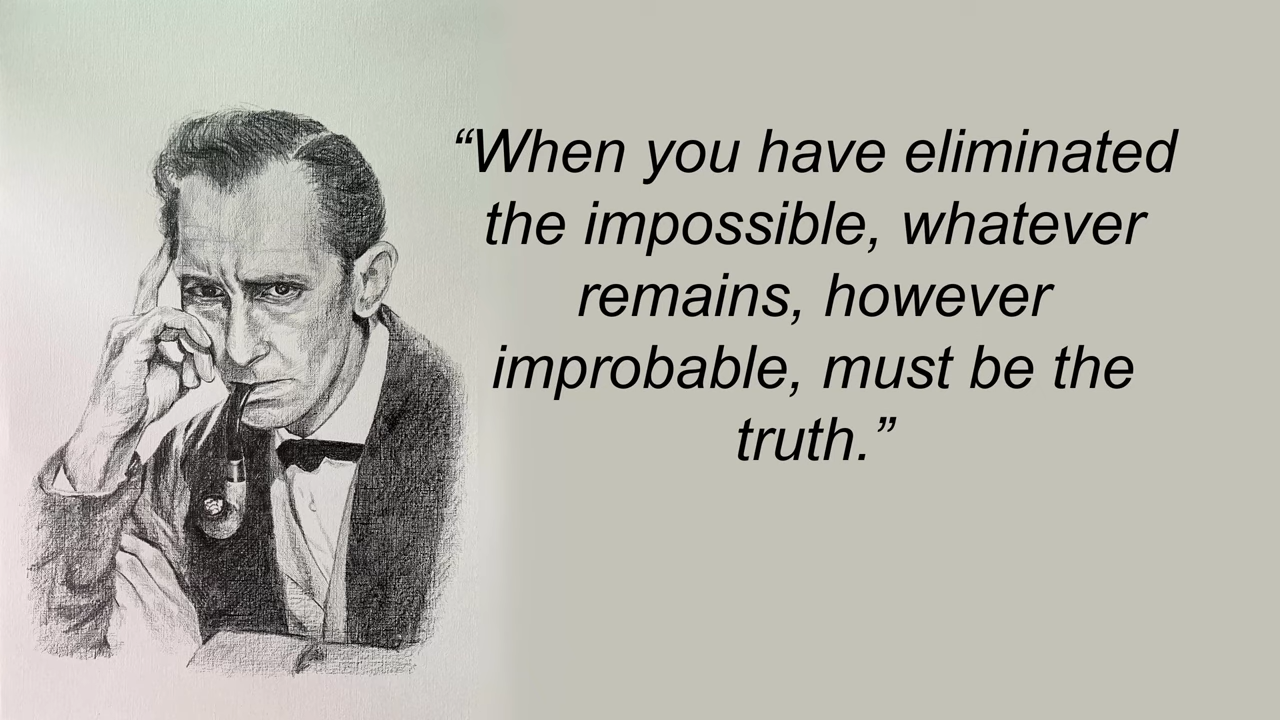 “When you have eliminated
the impossible, whatever
remains, however
improbable, must be the
truth.”